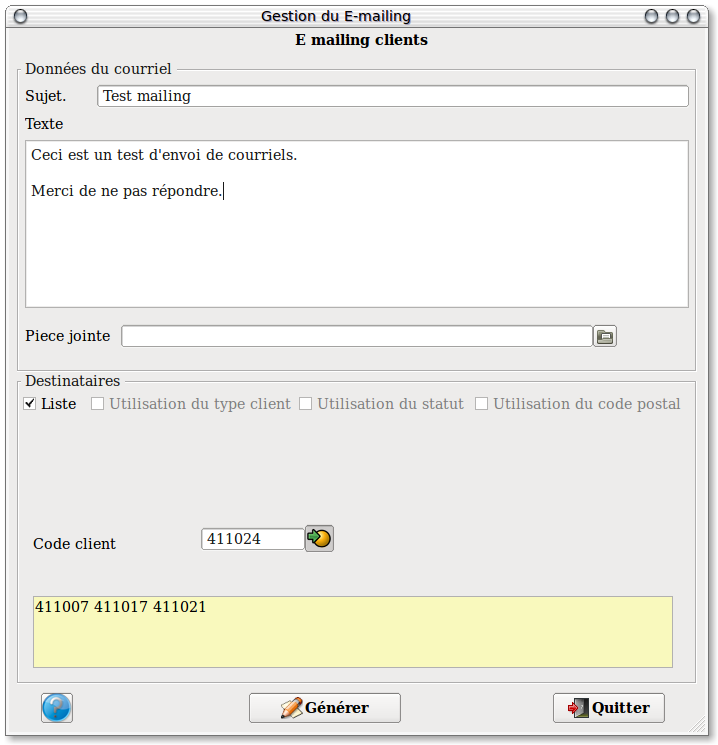 Gestion du E-mailing
E mailing clients
Données du courriel
Sujet. Test mailing
Texte
Ceci est un test d'envoi de courriels.
Merci de ne pas répondre.
Piece jointe
Destinataires
Liste Utilisation du type client Utilisation du statut Utilisation du code postal
Code client 411024
411007 411017 411021
? Générer Quitter